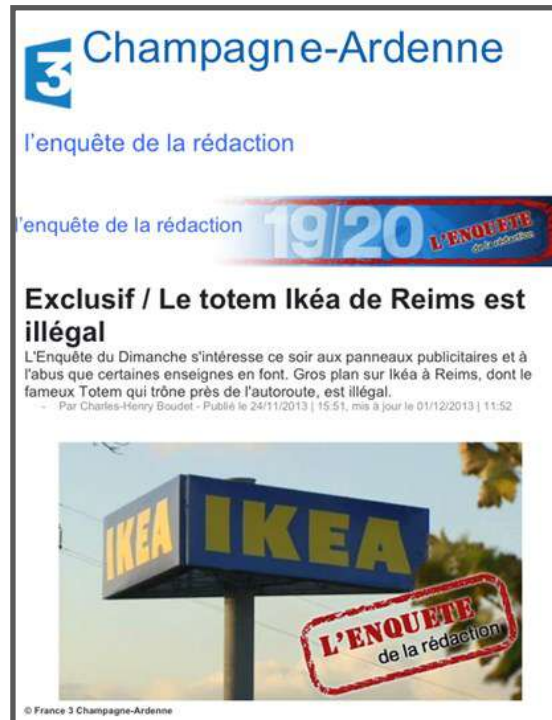 3 Champagne-Ardenne
l'enquête de la rédaction
l'enquête de la rédaction
19/20
L'ENQUETE
de la rédaction
Exclusif / Le totem Ikéa de Reims est
illégal
L'Enquête du Dimanche s'intéresse ce soir aux panneaux publicitaires et à
l'abus que certaines enseignes en font. Gros plan sur Ikéa à Reims, dont le
fameux Totem qui trône près de l'autoroute, est illégal.
- Par Charles-Henry Boudet - Publié le 24/11/2013 | 15:51, mis à jour le 01/12/2013 | 11:52
IKEA IKEA
L'ENQUETE
de la rédaction
© France 3 Champagne-Ardenne